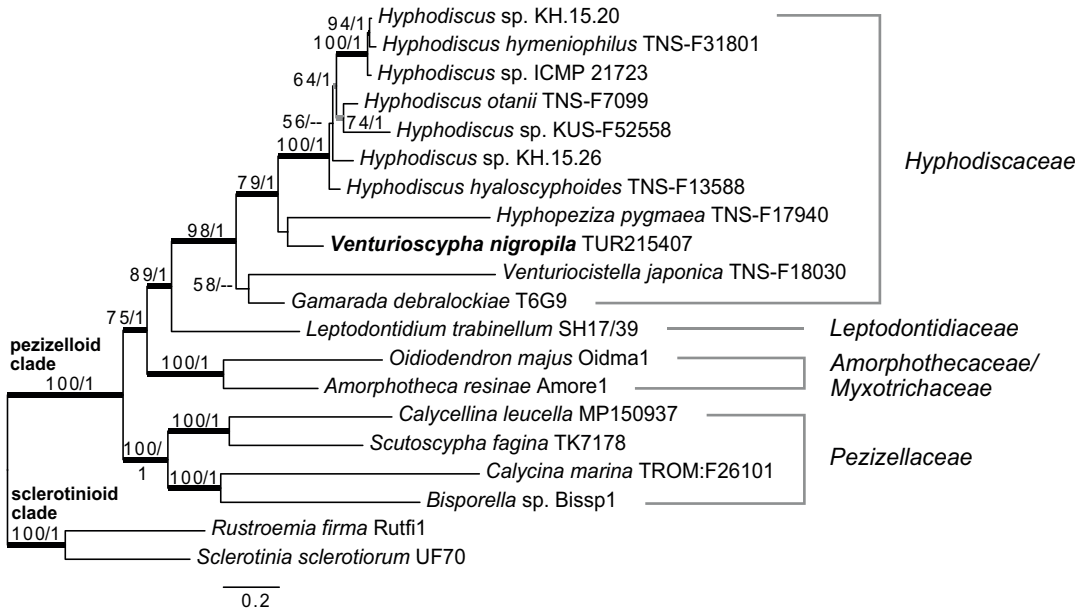 94/1
Hyphodiscus sp. KH.15.20
100/1
Hyphodiscus hymeniophilus TNS-F31801
Hyphodiscus sp. ICMP 21723
64/1
Hyphodiscus otanii TNS-F7099
56/--
74/1
Hyphodiscus sp. KUS-F52558
100/1
Hyphodiscus sp. KH.15.26
Hyphodiscaceae
79/1
Hyphodiscus hyaloscyphoides TNS-F13588
Hyphopeziza pygmaea TNS-F17940
98/1
Venturioscypha nigropila TUR215407
89/1
58/--
Venturiocistella japonica TNS-F18030
Gamarada debralockiae T6G9
75/1
Leptodontidium trabinellum SH17/39
Leptodontidiaceae
pezizelloid
clade
100/1
100/1
Oidiodendron majus Oidma1
Amorphotheca resinae Amore1
Amorphothecaceae/
Myxotrichaceae
100/1
Calycellina leucella MP150937
100/
1
Scutoscypha fagina TK7178
Pezizellaceae
100/1
Calycina marina TROM:F26101
Bisporella sp. Bissp1
sclerotinioid
clade
100/1
Rustroemia firma Rutfi1
Sclerotinia sclerotiorum UF70
0.2